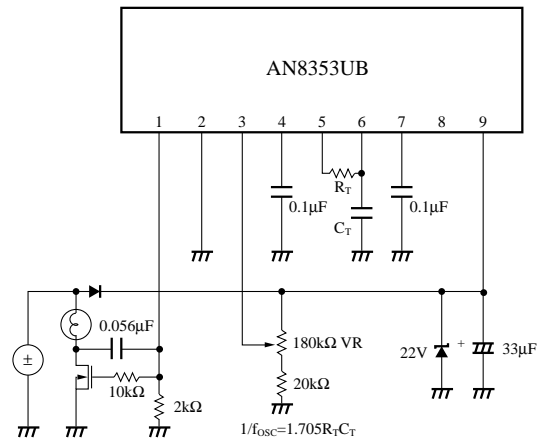 AN8353UB
1 2 3 4 5 6 7 8 9
R_T
0.1μF C_T 0.1μF
0.056μF
180kΩ VR 22V + 33μF
±
10kΩ 20kΩ
2kΩ
1/f_OSC=1.705R_TC_T